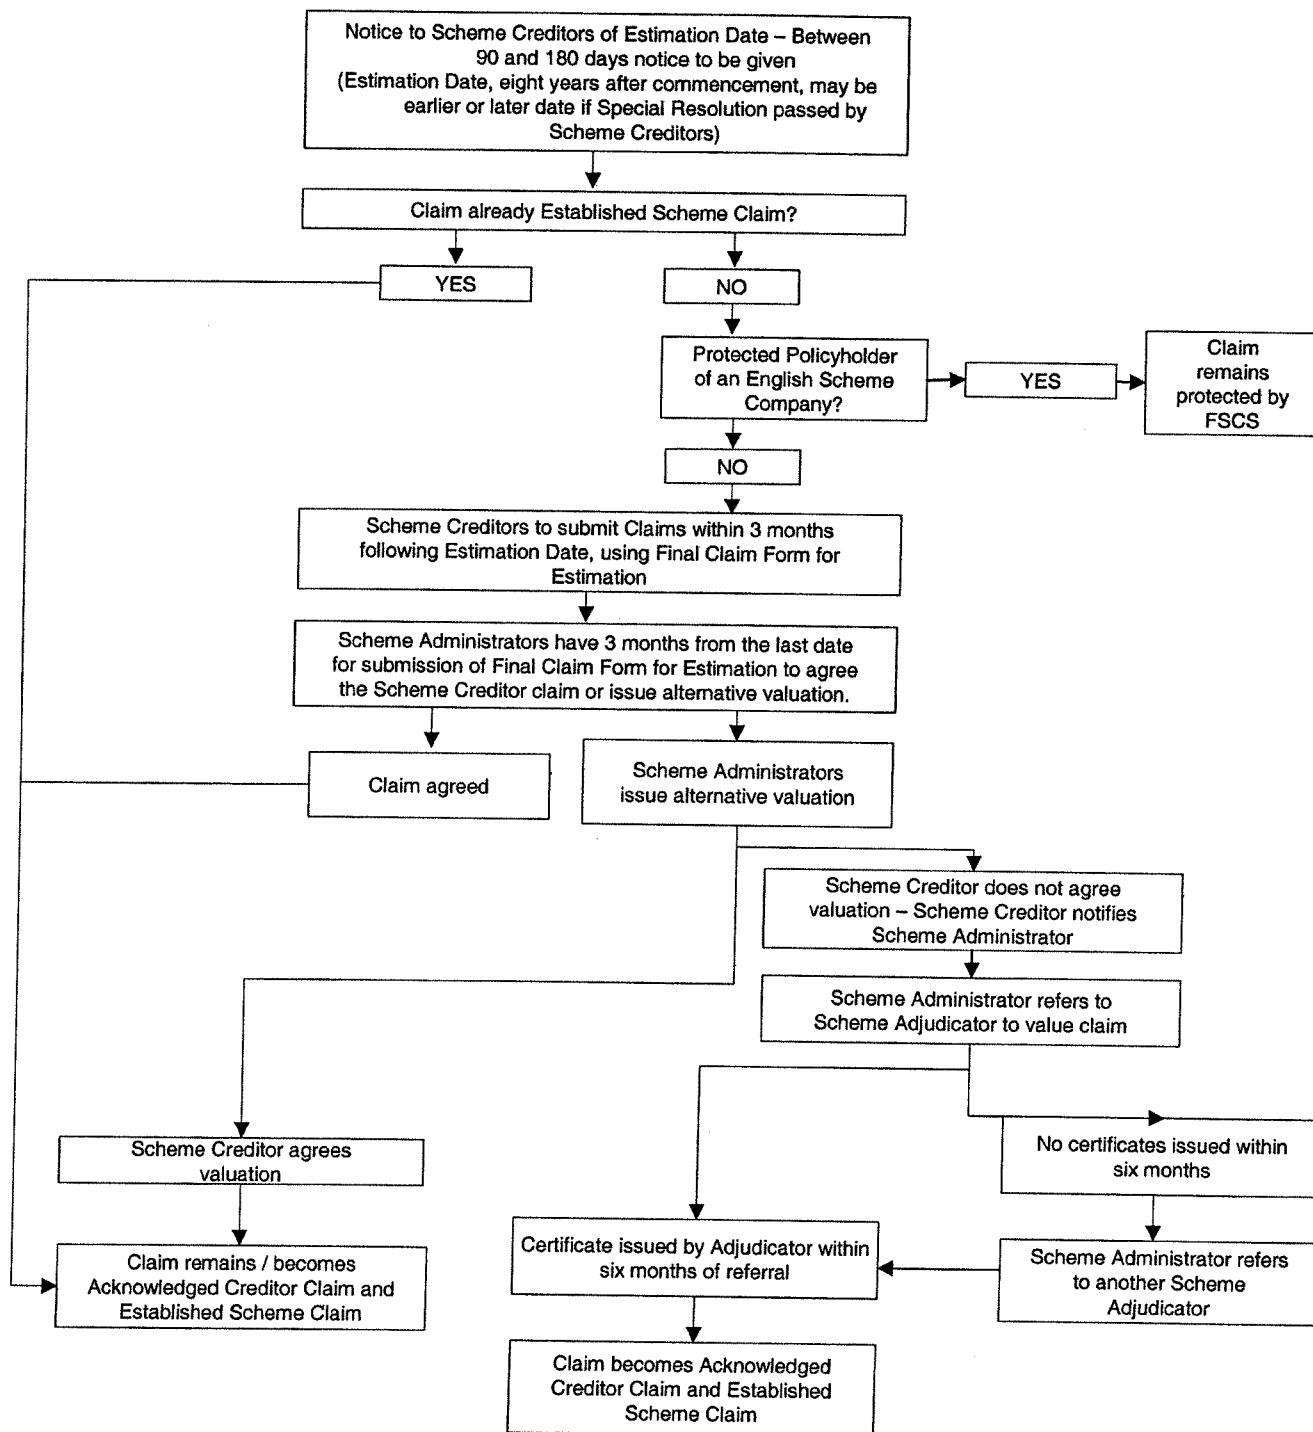 Notice to Scheme Creditors of Estimation Date – Between
90 and 180 days notice to be given
(Estimation Date, eight years after commencement, may be
earlier or later date if Special Resolution passed by
Scheme Creditors)
Claim already Established Scheme Claim?
YES
NO
Protected Policyholder
of an English Scheme
Company?
YES
Claim
remains
protected by
FSCS
NO
Scheme Creditors to submit Claims within 3 months
following Estimation Date, using Final Claim Form for
Estimation
Scheme Administrators have 3 months from the last date
for submission of Final Claim Form for Estimation to agree
the Scheme Creditor claim or issue alternative valuation.
Claim agreed
Scheme Administrators
issue alternative valuation
Scheme Creditor does not agree
valuation – Scheme Creditor notifies
Scheme Administrator
Scheme Administrator refers to
Scheme Adjudicator to value claim
Scheme Creditor agrees
valuation
No certificates issued within
six months
Claim remains / becomes
Acknowledged Creditor Claim and
Established Scheme Claim
Certificate issued by Adjudicator within
six months of referral
Scheme Administrator refers
to another Scheme
Adjudicator
Claim becomes Acknowledged
Creditor Claim and Established
Scheme Claim